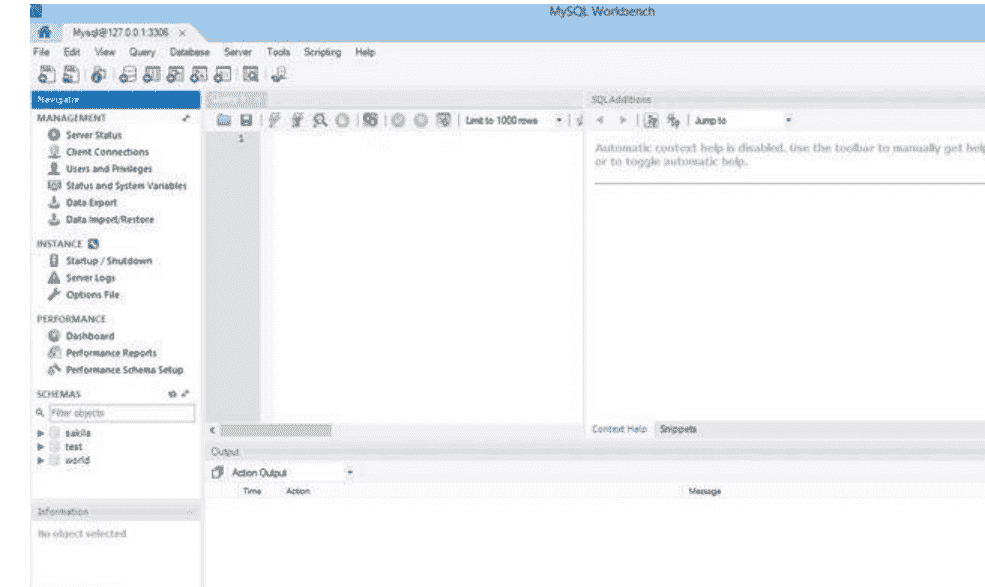 MySQL Workbench
Mysql@127.0.0.1:3306 ×
File Edit View Query Database Server Tools Scripting Help
Navigator
MANAGEMENT
Server Status
Client Connections
Users and Privileges
Status and System Variables
Data Export
Data Import/Restore
INSTANCE
Startup / Shutdown
Server Logs
Options File
PERFORMANCE
Dashboard
Performance Reports
Performance Schema Setup
SCHEMAS
Filter objects
sakila
test
world
Information
No object selected
Limit to 1000 rows
1
SQLAdditions
Jump to
Automatic context help is disabled. Use the toolbar to manually get help
or to toggle automatic help.
Context Help Snippets
Output
Action Output
Time Action Message